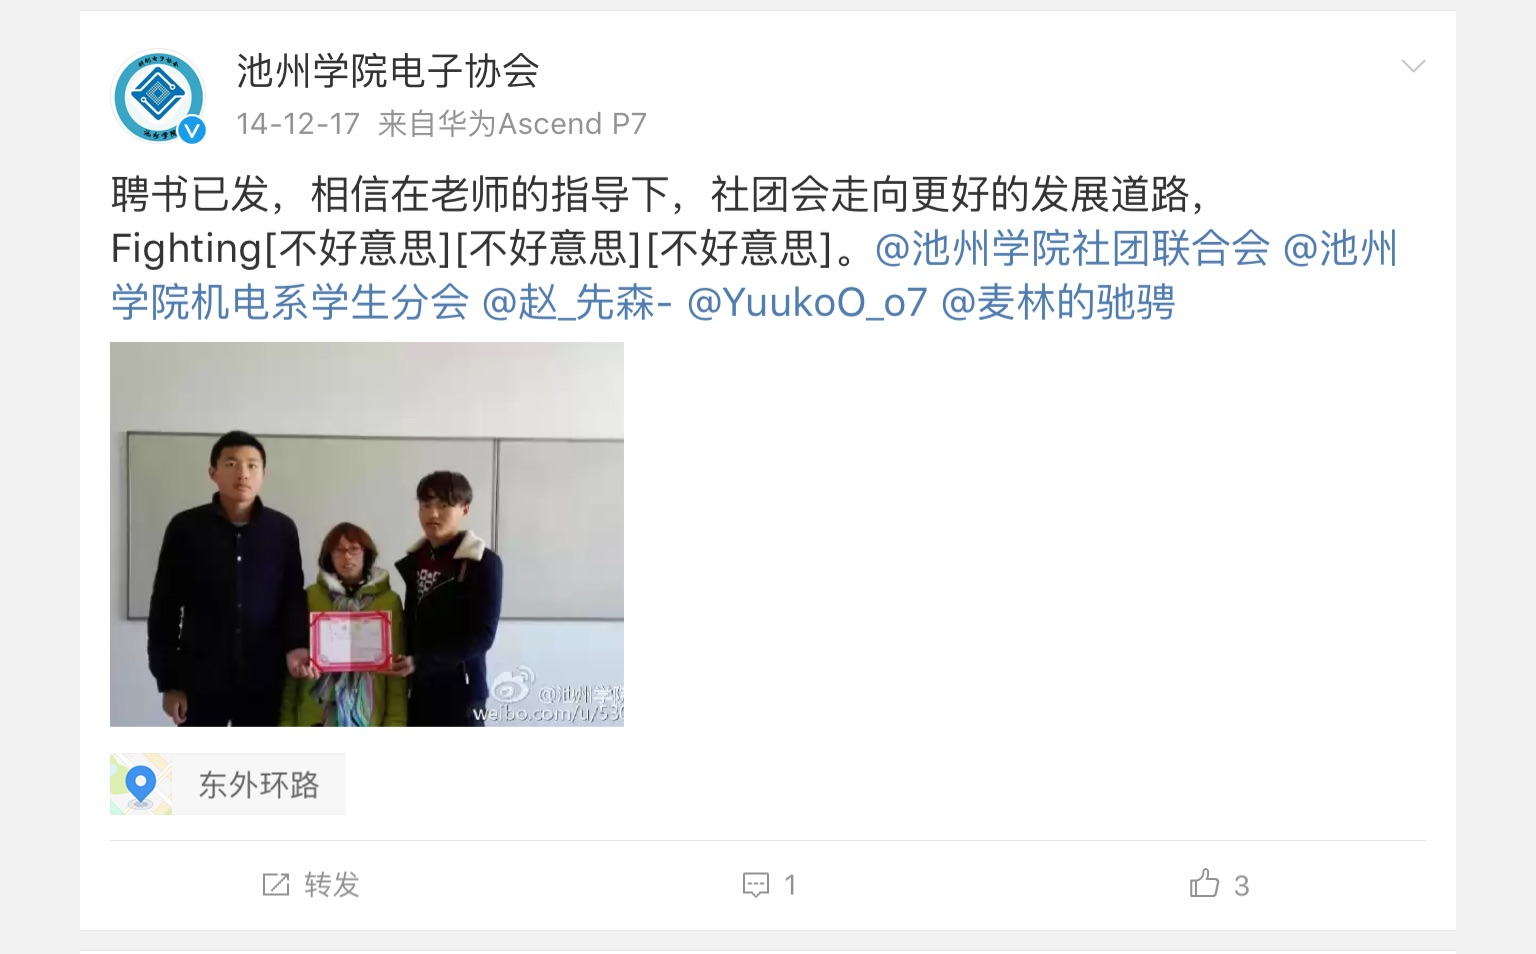 池州学院电子协会
14-12-17 来自华为Ascend P7
聘书已发，相信在老师的指导下，社团会走向更好的发展道路，
Fighting[不好意思][不好意思][不好意思]。@池州学院社团联合会 @池州
学院机电系学生分会 @赵_先森- @YuukoO_o7 @麦林的驰骋
@池州学院
weibo.com/u/530
东外环路
转发
1
3